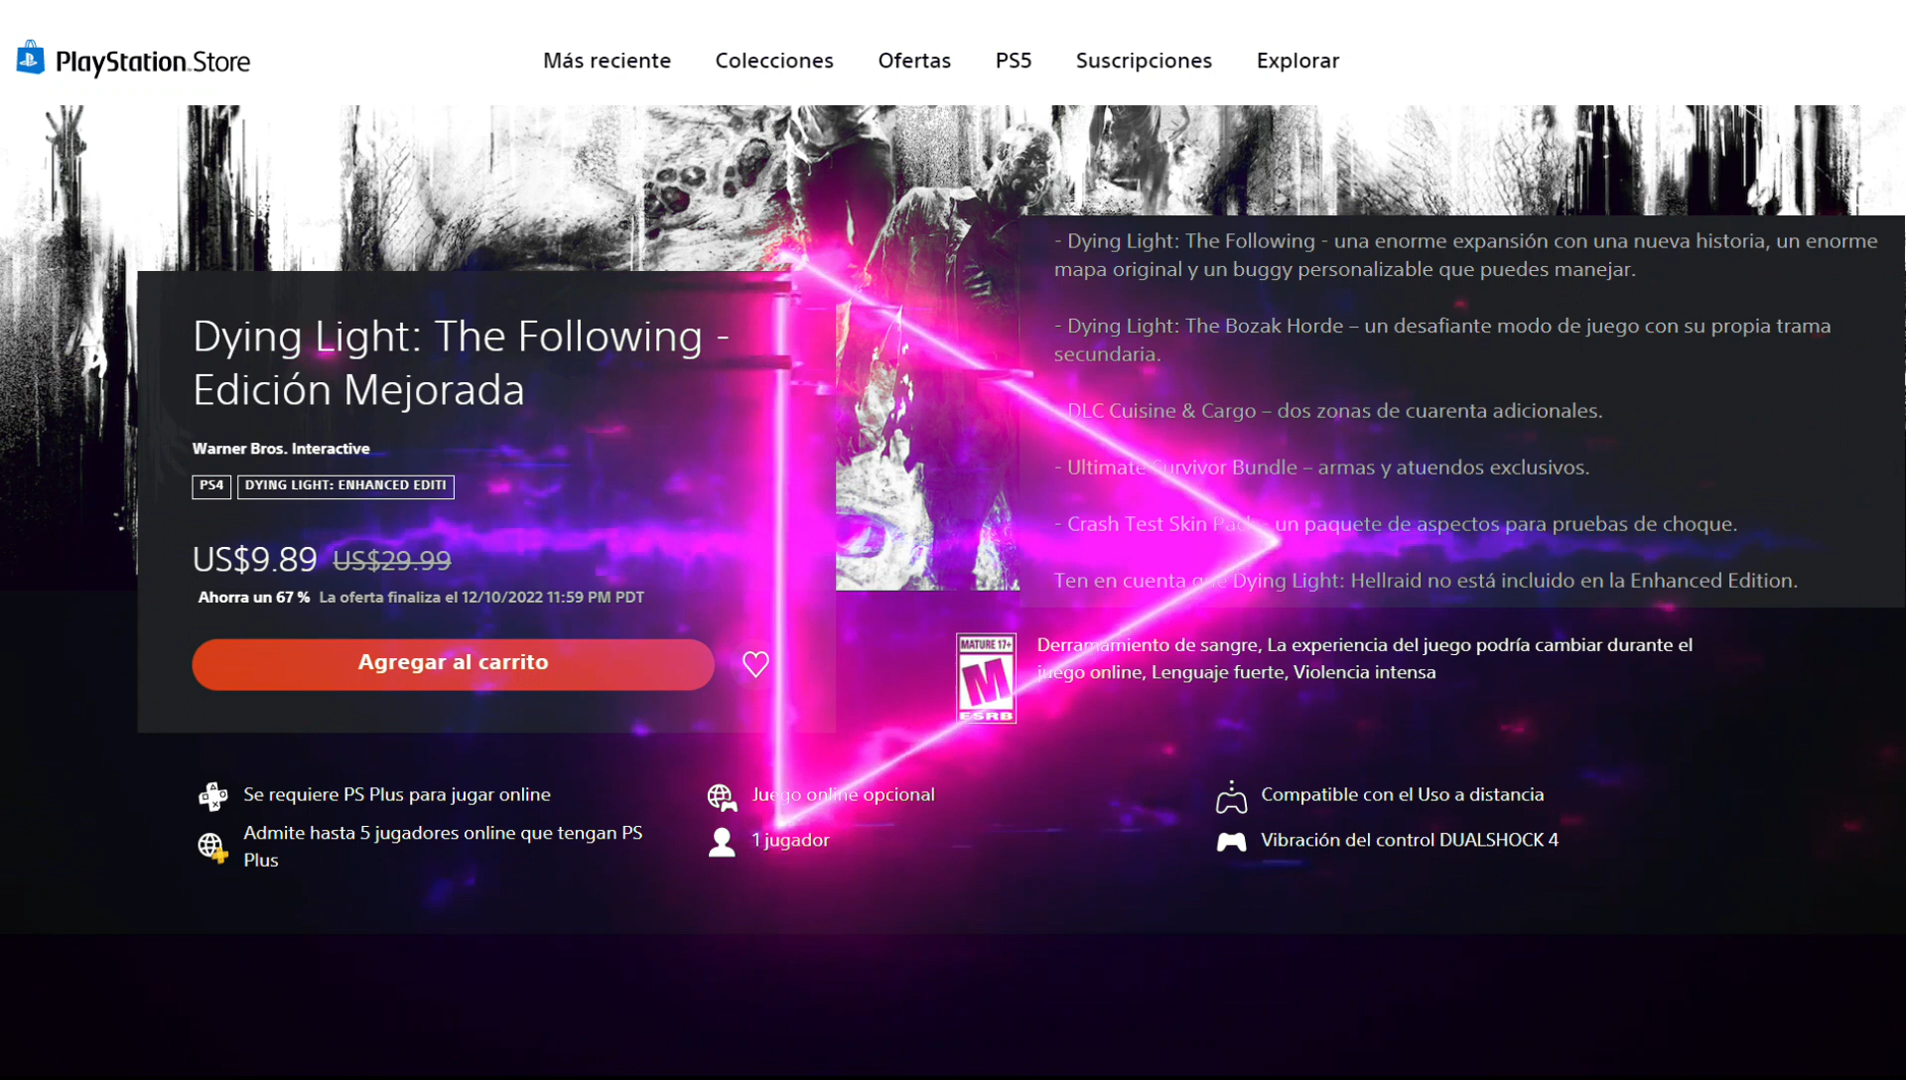 PlayStation Store
Más reciente
Colecciones
Ofertas
PS5
Suscripciones
Explorar
Dying Light: The Following -
Edición Mejorada
Warner Bros. Interactive
PS4
DYING LIGHT: ENHANCED EDITI
US$9.89 US$29.99
Ahorra un 67 % La oferta finaliza el 12/10/2022 11:59 PM PDT
Agregar al carrito
- Dying Light: The Following - una enorme expansión con una nueva historia, un enorme
mapa original y un buggy personalizable que puedes manejar.
- Dying Light: The Bozak Horde – un desafiante modo de juego con su propia trama
secundaria.
- DLC Cuisine & Cargo – dos zonas de cuarenta adicionales.
- Ultimate Survivor Bundle – armas y atuendos exclusivos.
- Crash Test Skin Pack - un paquete de aspectos para pruebas de choque.
Ten en cuenta que Dying Light: Hellraid no está incluido en la Enhanced Edition.
MATURE 17+
M
ESRB
Derramamiento de sangre, La experiencia del juego podría cambiar durante el
juego online, Lenguaje fuerte, Violencia intensa
Se requiere PS Plus para jugar online
Admite hasta 5 jugadores online que tengan PS
Plus
Juego online opcional
1 jugador
Compatible con el Uso a distancia
Vibración del control DUALSHOCK 4